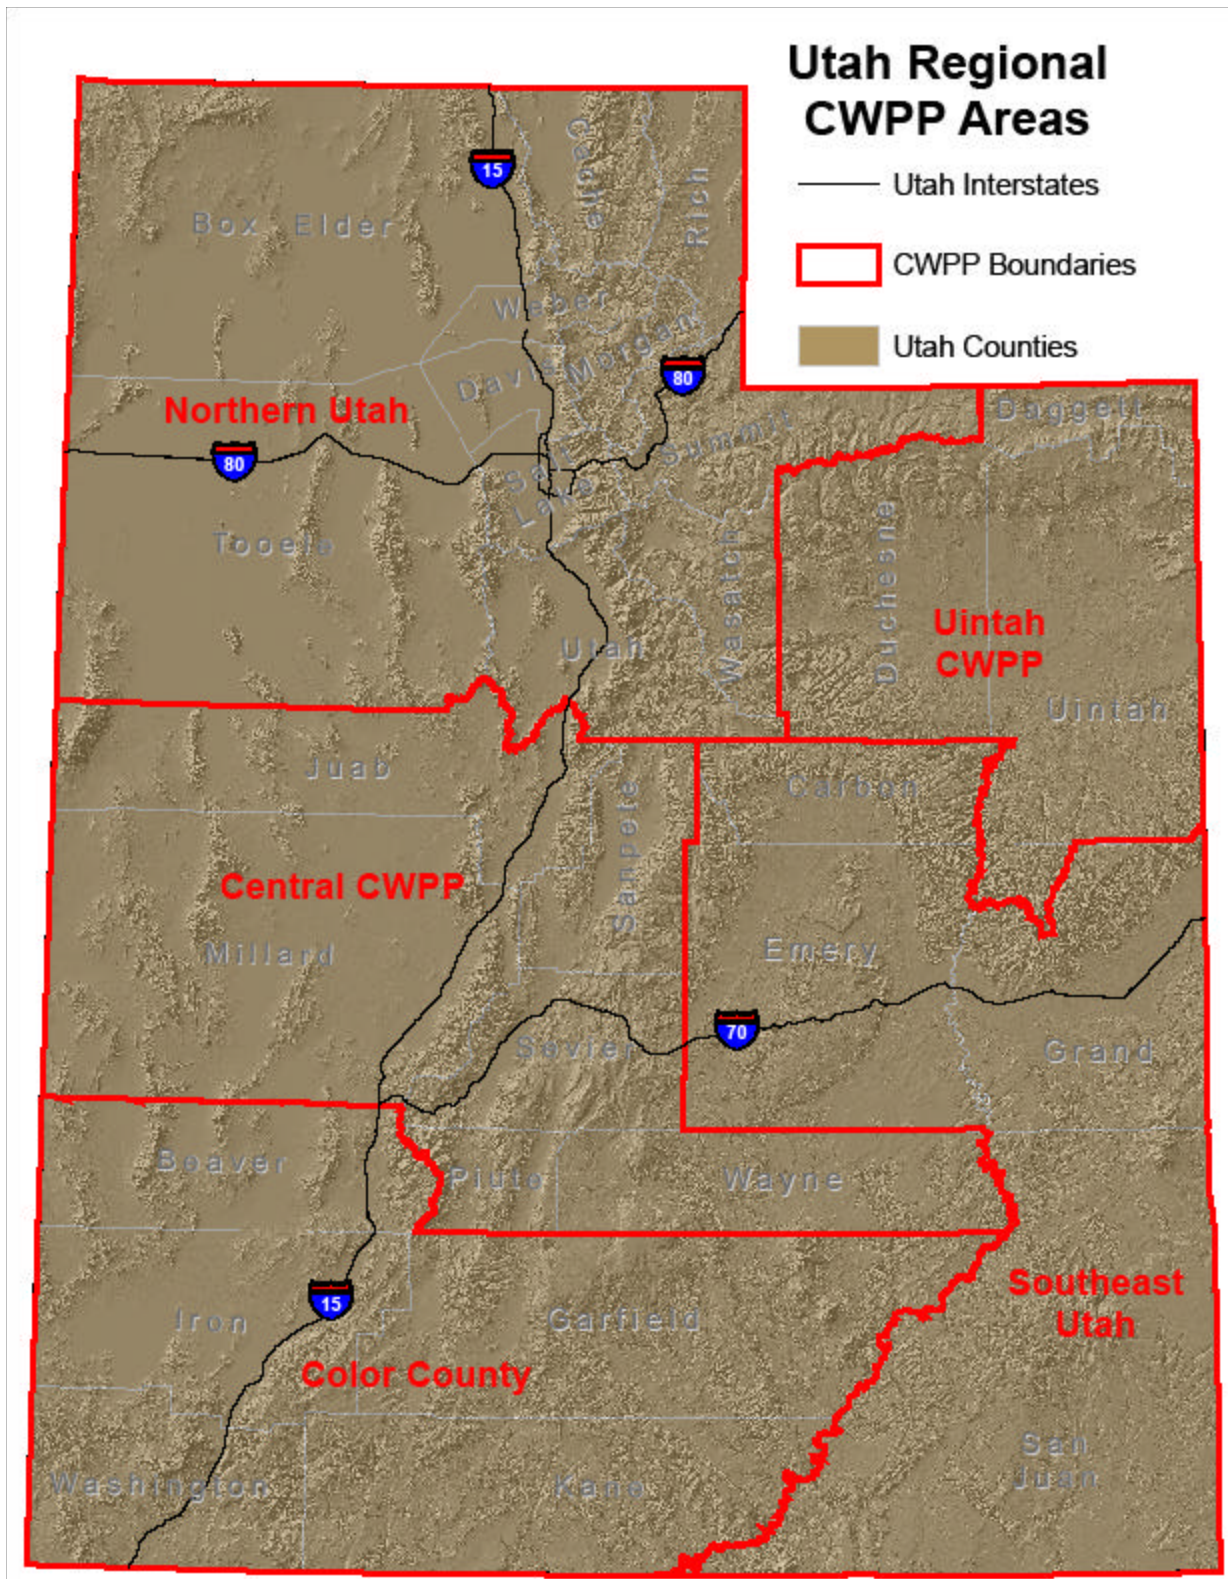 Utah Regional
CWPP Areas
Utah Interstates
CWPP Boundaries
Utah Counties
15
Cache
Rich
Box Elder
Weber
Morgan
80
Davis
Northern Utah
Daggett
80
Summit
Salt
Lake
Tooele
Duchesne
Wasatch
Uintah
CWPP
Utah
Uintah
Juab
Carbon
Sanpete
Central CWPP
Millard
Emery
70
Sevier
Grand
Beaver
Piute
Wayne
Southeast
Utah
15
Iron
Garfield
Color County
San
Juan
Washington
Kane